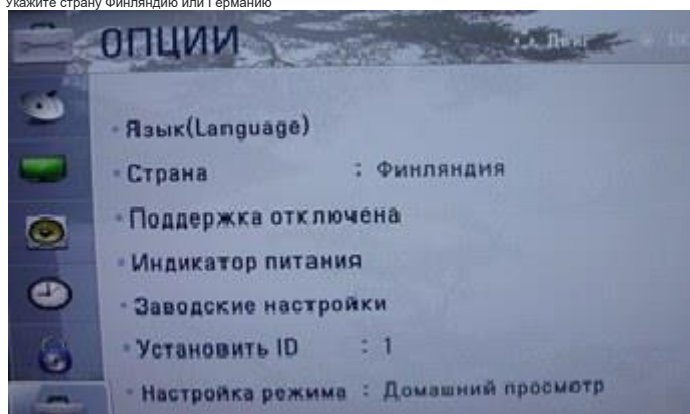 Укажите страну Финляндию или Германию
ОПЦИИ
Язык(Language)
Страна : Финляндия
Поддержка отключена
Индикатор питания
Заводские настройки
Установить ID : 1
Настройка режима : Домашний просмотр